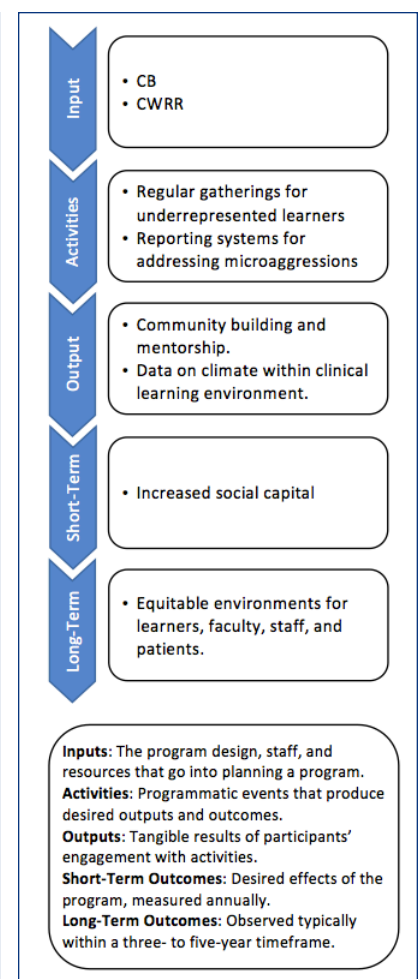 Input
• CB
• CWRR
Activities
• Regular gatherings for
underrepresented learners
• Reporting systems for
addressing microaggressions
Output
• Community building and
mentorship.
• Data on climate within clinical
learning environment.
Short-Term
• Increased social capital
Long-Term
• Equitable environments for
learners, faculty, staff, and
patients.
Inputs: The program design, staff, and
resources that go into planning a program.
Activities: Programmatic events that produce
desired outputs and outcomes.
Outputs: Tangible results of participants’
engagement with activities.
Short-Term Outcomes: Desired effects of the
program, measured annually.
Long-Term Outcomes: Observed typically
within a three- to five-year timeframe.